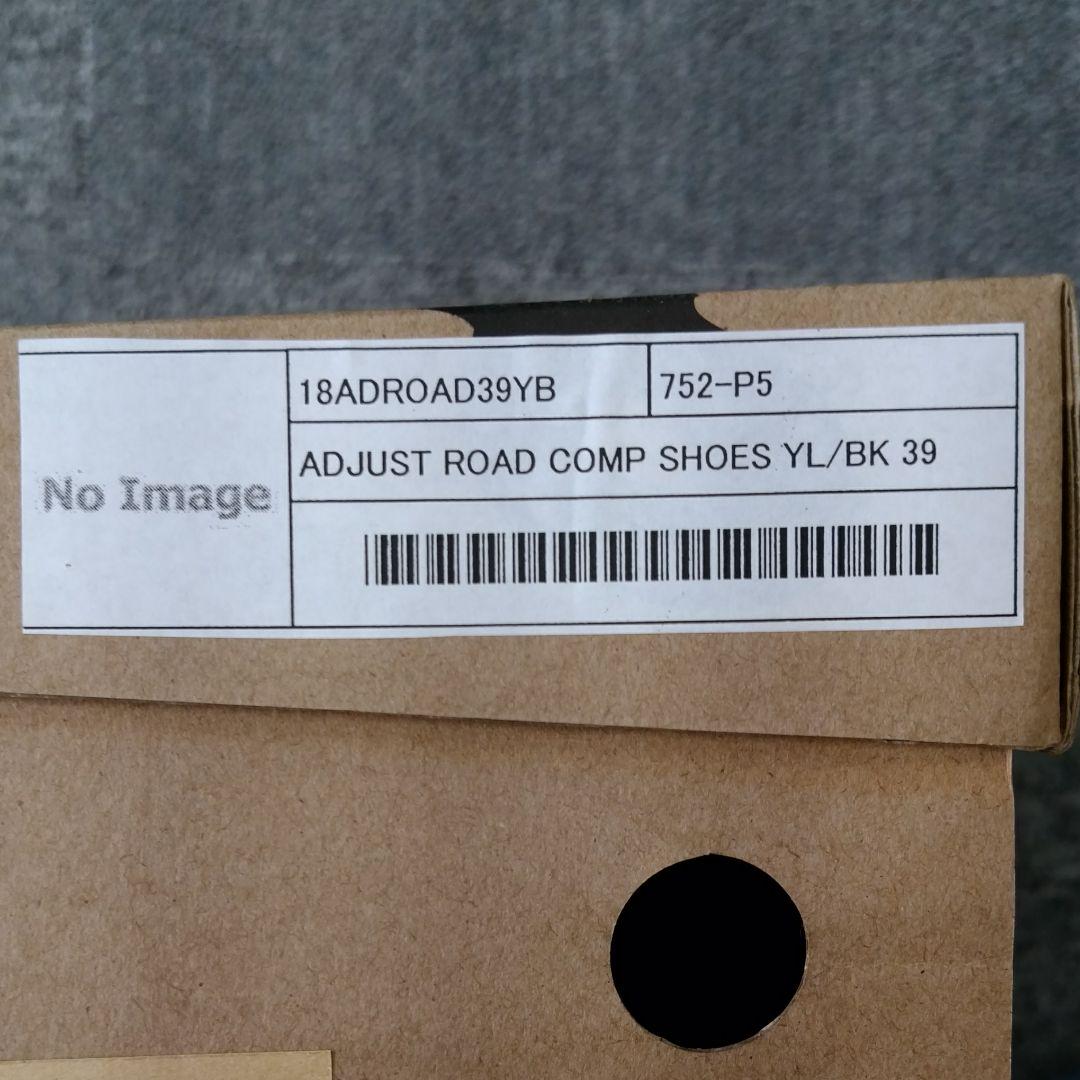 18ADROAD39YB
752-P5
ADJUST ROAD COMP SHOES YL/BK 39
No Image